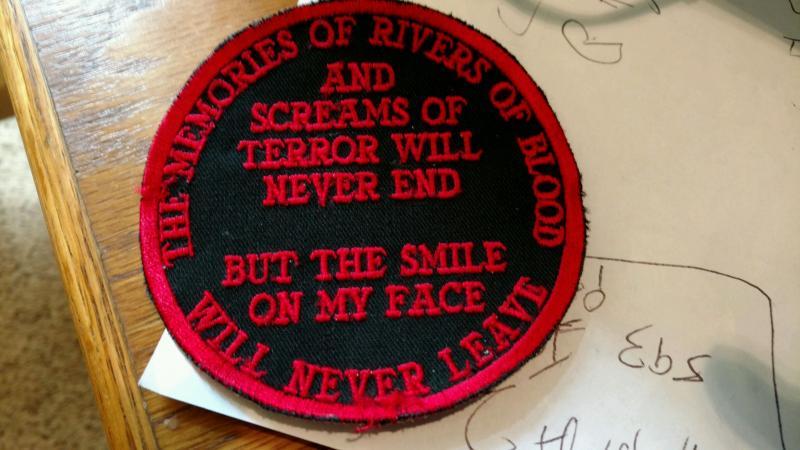 THE MEMORIES OF RIVERS OF BLOOD
AND
SCREAMS OF
TERROR WILL
NEVER END
BUT THE SMILE
ON MY FACE
WILL NEVER LEAVE